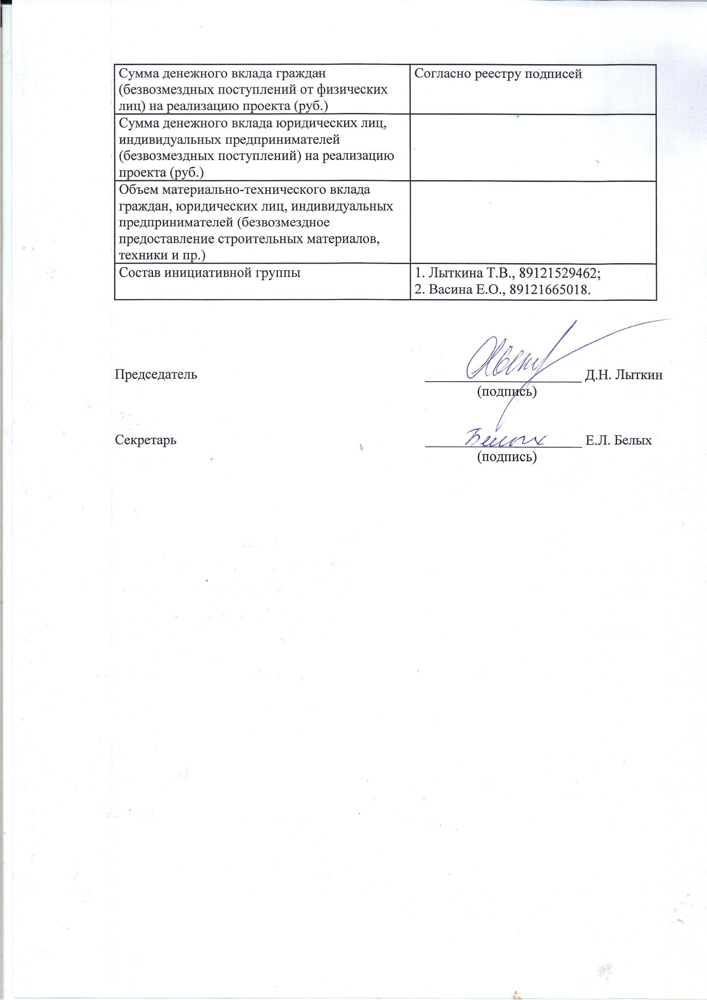 Сумма денежного вклада граждан
(безвозмездных поступлений от физических
лиц) на реализацию проекта (руб.)
Согласно реестру подписей
Сумма денежного вклада юридических лиц,
индивидуальных предпринимателей
(безвозмездных поступлений) на реализацию
проекта (руб.)
Объем материально-технического вклада
граждан, юридических лиц, индивидуальных
предпринимателей (безвозмездное
предоставление строительных материалов,
техники и пр.)
Состав инициативной группы
1. Лыткина Т.В., 89121529462;
2. Васина Е.О., 89121665018.
Председатель
Д.Н. Лыткин
(подпись)
Секретарь
Белых
Е.Л. Белых
(подпись)